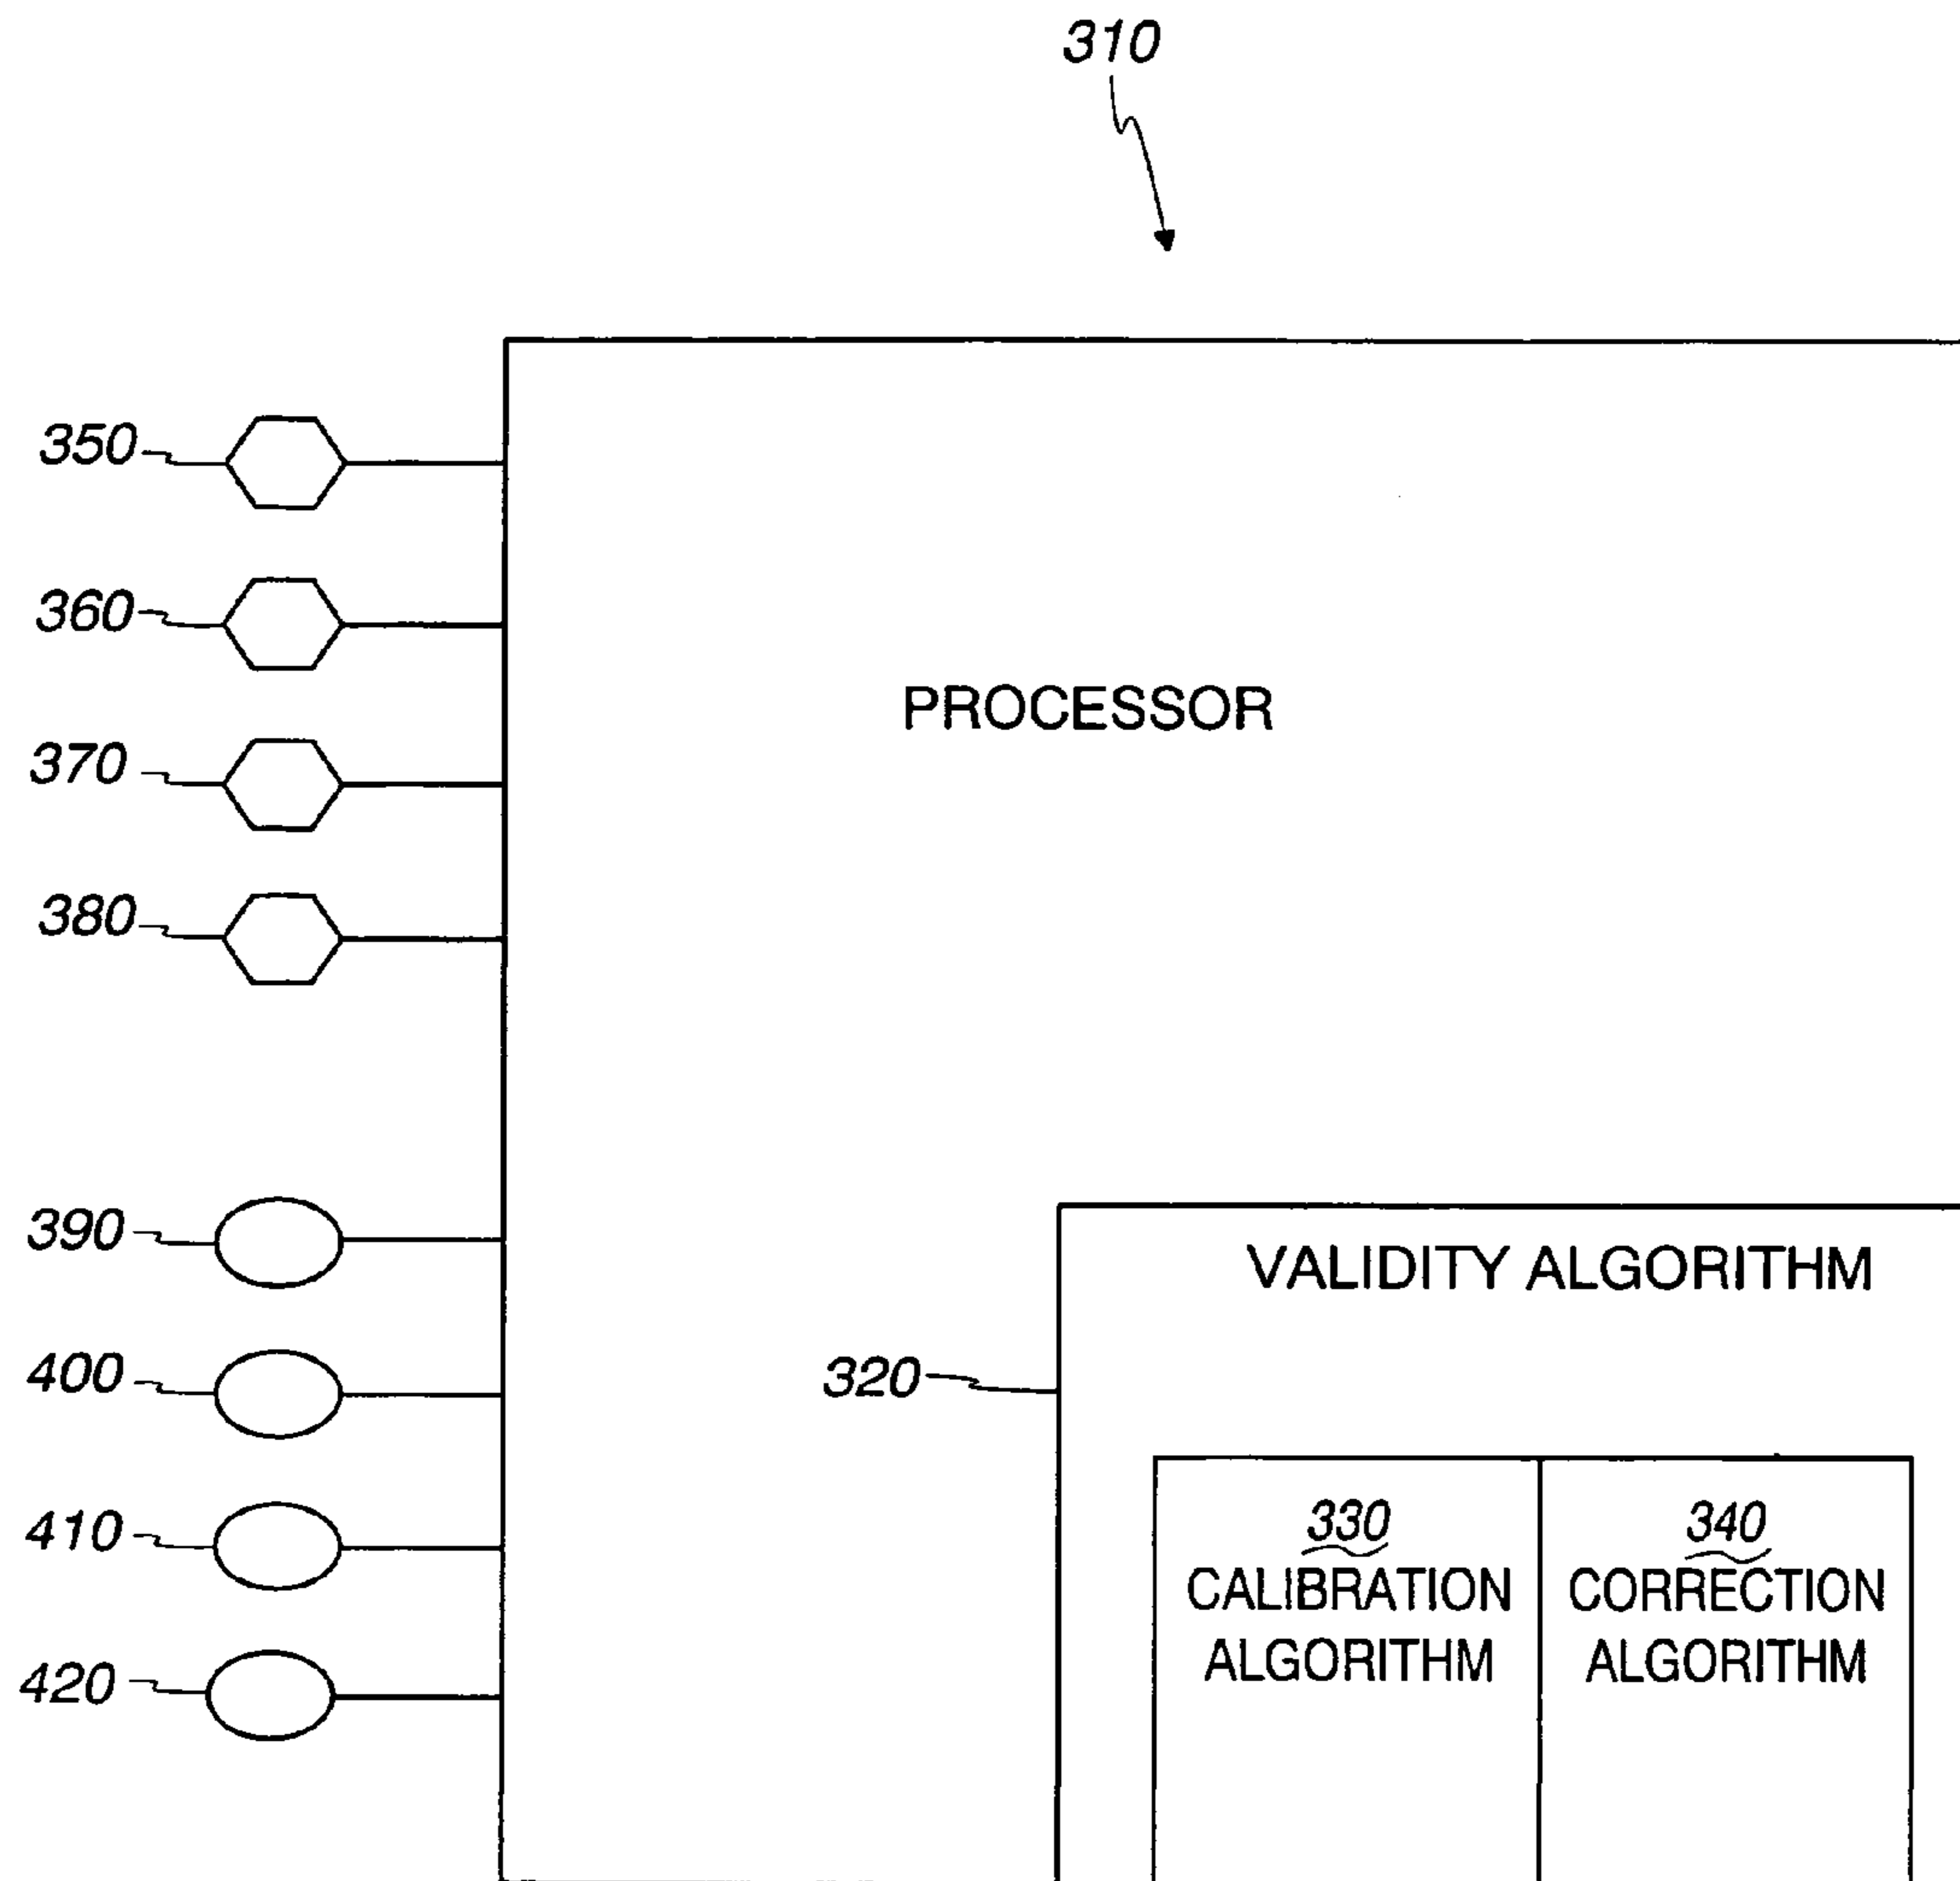 310
350
360
370
PROCESSOR
380
390
VALIDITY ALGORITHM
400
320
410
330
340
CALIBRATION
ALGORITHM
CORRECTION
ALGORITHM
420